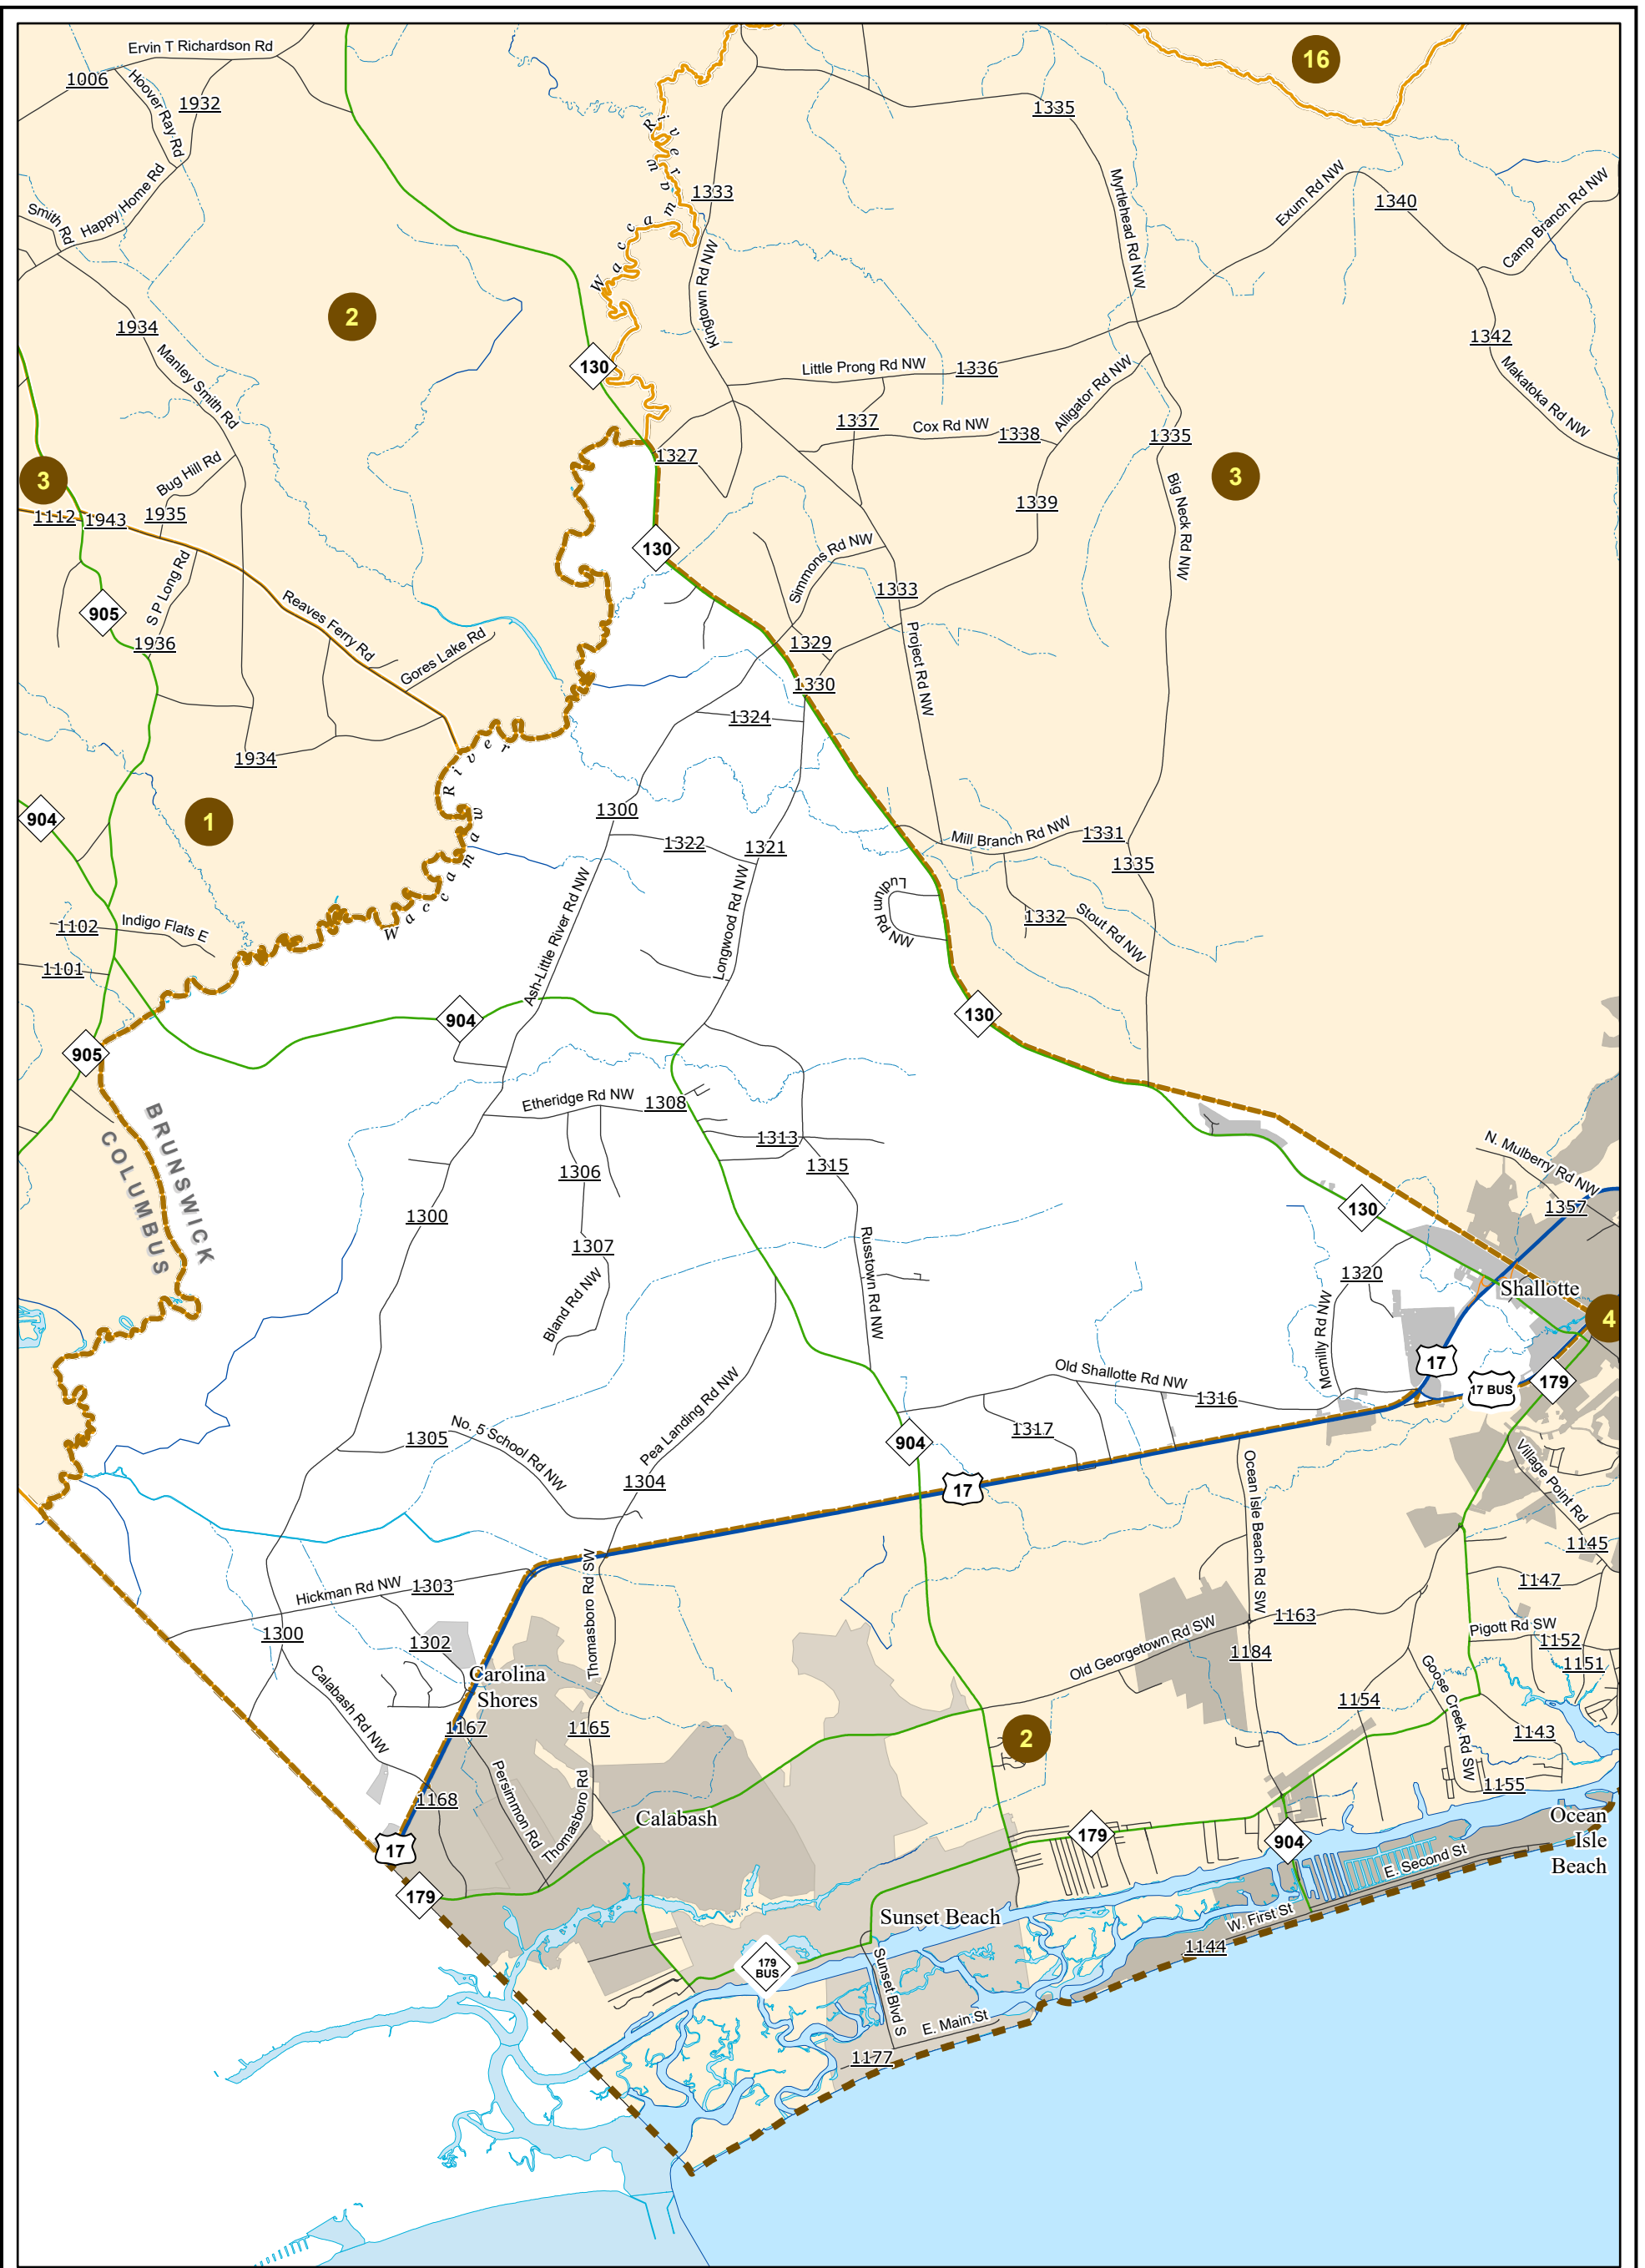 Ervin T Richardson Rd
16
1006
Hoover Ray Rd
1932
1335
Waccamaw River
1333
Myrtlehead Rd NW
Exum Rd NW
1340
Camp Branch Rd NW
Happy Home Rd
Smith Rd
Kingtown Rd NW
2
1934
Manley Smith Rd
130
Little Prong Rd NW
1336
1342
Makatoka Rd NW
Alligator Rd NW
1337
Cox Rd NW
1338
1335
1327
3
Bug Hill Rd
3
1112
1943
1935
1339
Big Neck Rd NW
130
Simmons Rd NW
S P Long Rd
905
Reaves Ferry Rd
1333
1936
Gores Lake Rd
1329
Project Rd NW
1330
1324
1934
Waccamaw River
904
1
1300
1322
1321
Mill Branch Rd NW
1331
1335
Ludlum Rd NW
Longwood Rd NW
Ash-Little River Rd NW
1102
Indigo Flats E
1332
Stout Rd NW
1101
904
130
905
Etheridge Rd NW
1308
BRUNSWICK
COLUMBUS
1313
1306
1315
N. Mulberry Rd NW
1357
1300
130
1307
Russtown Rd NW
Bland Rd NW
1320
Shallotte
4
Mcmilly Rd NW
17
Old Shallotte Rd NW
1316
17 BUS
179
Pea Landing Rd NW
1305
No. 5 School Rd NW
1317
904
1304
17
Ocean Isle Beach Rd SW
Village Point Rd
1145
Hickman Rd NW
1303
Thomasboro Rd SW
1147
1163
Pigott Rd SW
1152
1300
1302
Old Georgetown Rd SW
1184
1151
Calabash Rd NW
Carolina
Shores
Goose Creek Rd SW
1154
1167
1165
2
1143
Persimmon Rd
Thomasboro Rd
1168
1155
Calabash
Ocean
Isle
Beach
17
179
904
E. Second St
179
Sunset Beach
W. First St
1144
179
BUS
Sunset Blvd S
E. Main St
1177